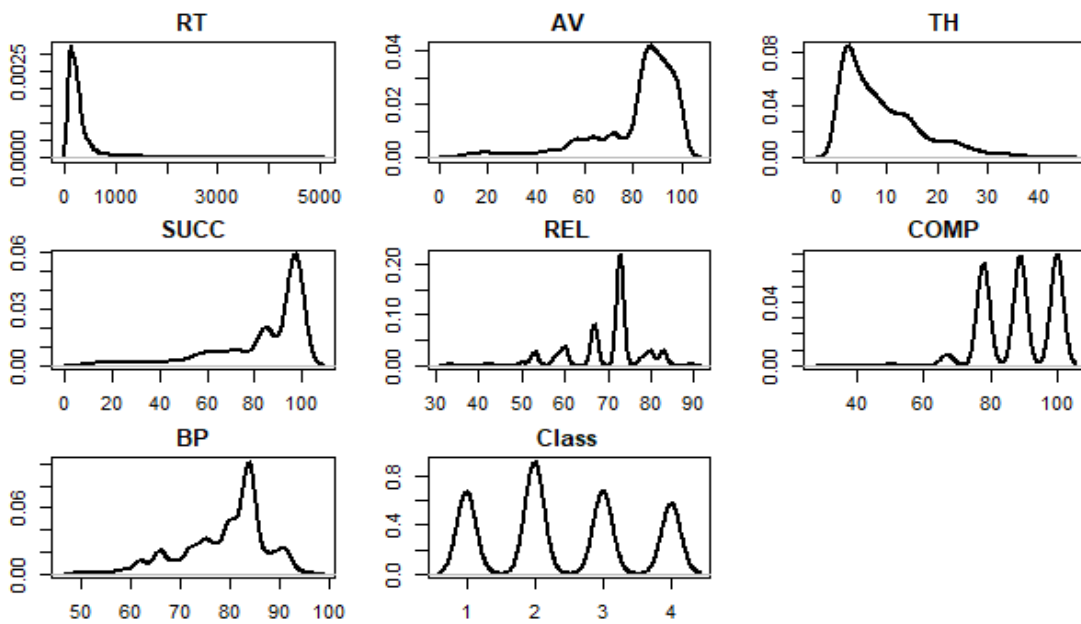 RT
0.0000 0.0025
0 1000 3000 5000
AV
0.00 0.02 0.04
0 20 40 60 80 100
TH
0.00 0.04 0.08
0 10 20 30 40
SUCC
0.00 0.03 0.06
0 20 40 60 80 100
REL
0.00 0.10 0.20
30 40 50 60 70 80 90
COMP
0.00 0.04
40 60 80 100
BP
0.00 0.06
50 60 70 80 90 100
Class
0.0 0.4 0.8
1 2 3 4